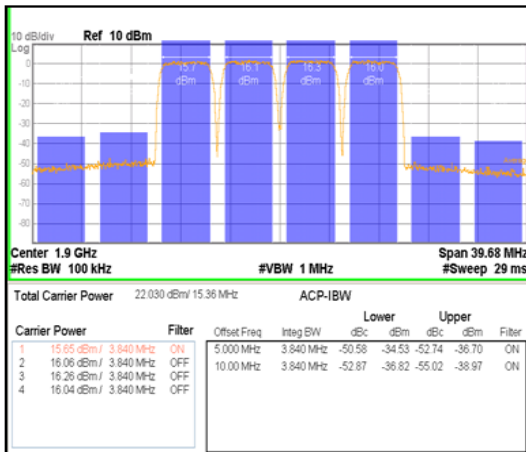 10 dB/div Ref 10 dBm
Log
0
-10
-20
-30
-40
-50
-60
-70
-80
15.7 dBm 16.1 dBm 16.3 dBm 16.0 dBm
Average
Center 1.9 GHz Span 39.68 MHz
#Res BW 100 kHz #VBW 1 MHz #Sweep 29 ms
Total Carrier Power 22.030 dBm/ 15.36 MHz ACP-IBW
Lower Upper
Carrier Power Filter Offset Freq Integ BW dBc dBm dBc dBm Filter
1 15.65 dBm / 3.840 MHz ON 5.000 MHz 3.840 MHz -50.58 -34.53 -52.74 -36.70 ON
2 16.06 dBm / 3.840 MHz OFF 10.00 MHz 3.840 MHz -52.87 -36.82 -55.02 -38.97 ON
3 16.26 dBm / 3.840 MHz OFF
4 16.04 dBm / 3.840 MHz OFF